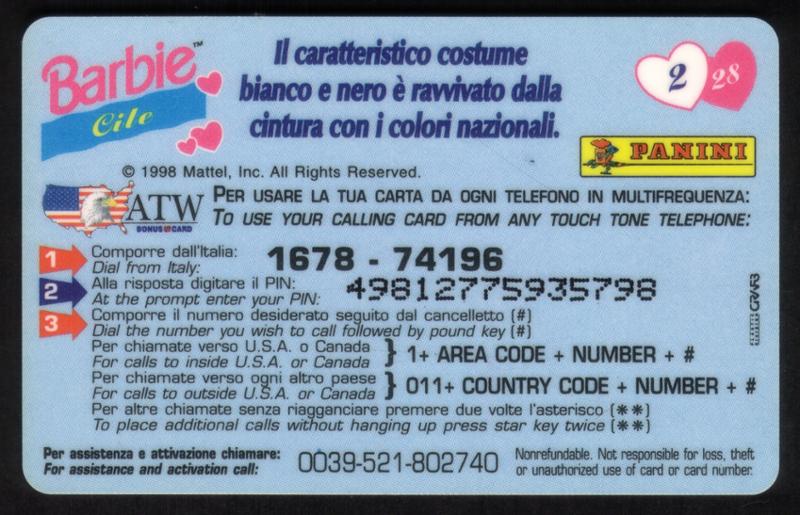 Barbie™
Cile
Il caratteristico costume
bianco e nero è ravvivato dalla
cintura con i colori nazionali.
2 28
PANINI
© 1998 Mattel, Inc. All Rights Reserved.
ATW
BONUS CARD
PER USARE LA TUA CARTA DA OGNI TELEFONO IN MULTIFREQUENZA:
TO USE YOUR CALLING CARD FROM ANY TOUCH TONE TELEPHONE:
1 Comporre dall'Italia:
Dial from Italy:
1678 - 74196
2 Alla risposta digitare il PIN:
At the prompt enter your PIN:
49812775935798
3 Comporre il numero desiderato seguito dal cancelletto (#)
Dial the number you wish to call followed by pound key (#)
Per chiamate verso U.S.A. o Canada
For calls to inside U.S.A. or Canada
} 1+ AREA CODE + NUMBER + #
Per chiamate verso ogni altro paese
For calls to outside U.S.A. or Canada
} 011+ COUNTRY CODE + NUMBER + #
Per altre chiamate senza riagganciare premere due volte l'asterisco (**)
To place additional calls without hanging up press star key twice (**)
Per assistenza e attivazione chiamare:
For assistance and activation call:
0039-521-802740
Nonrefundable. Not responsible for loss, theft
or unauthorized use of card or card number.